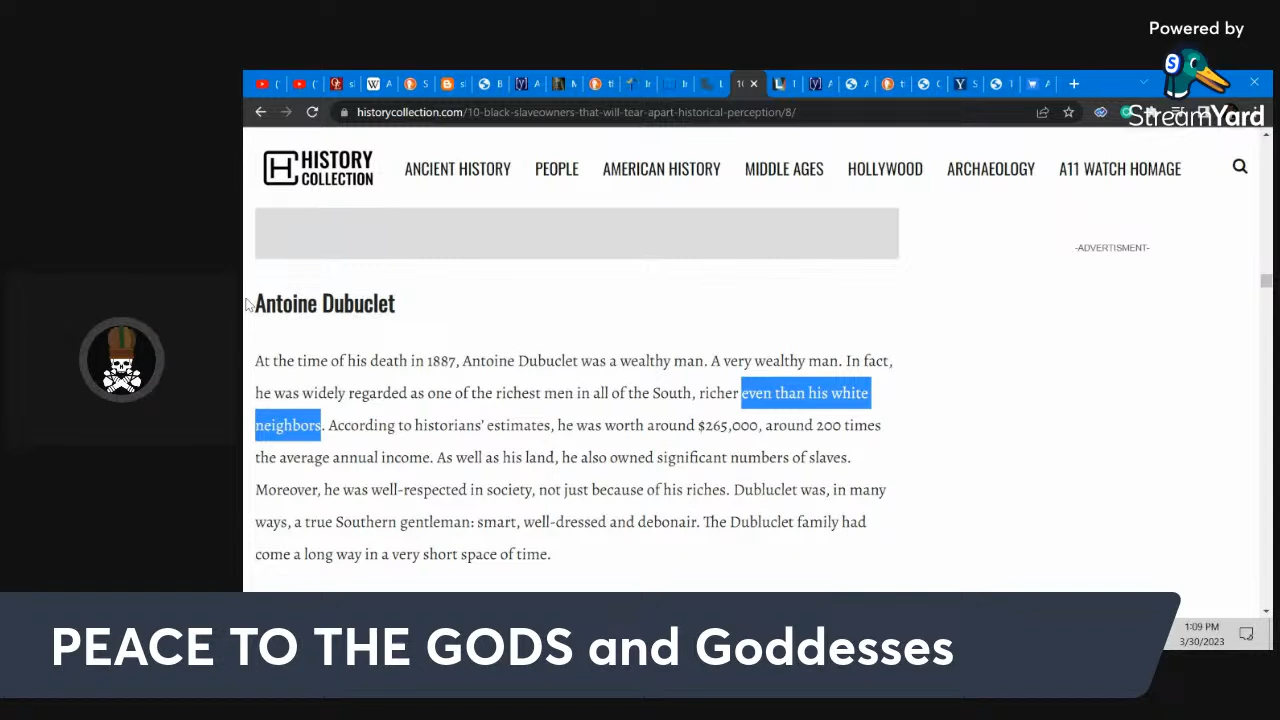 Powered by
StreamYard
historycollection.com/10-black-slaveowners-that-will-tear-apart-historical-perception/8/
HISTORY
COLLECTION
ANCIENT HISTORY PEOPLE AMERICAN HISTORY MIDDLE AGES HOLLYWOOD ARCHAEOLOGY A11 WATCH HOMAGE
-ADVERTISMENT-
Antoine Dubuclet
At the time of his death in 1887, Antoine Dubuclet was a wealthy man. A very wealthy man. In fact,
he was widely regarded as one of the richest men in all of the South, richer even than his white
neighbors. According to historians' estimates, he was worth around $265,000, around 200 times
the average annual income. As well as his land, he also owned significant numbers of slaves.
Moreover, he was well-respected in society, not just because of his riches. Dubluclet was, in many
ways, a true Southern gentleman: smart, well-dressed and debonair. The Dubluclet family had
come a long way in a very short space of time.
PEACE TO THE GODS and Goddesses
1:09 PM
3/30/2023